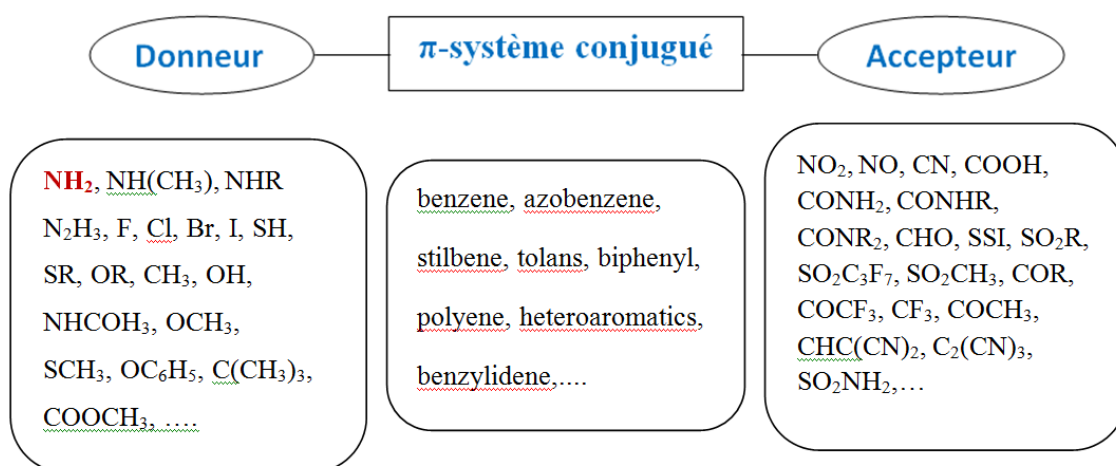 Donneur
π-système conjugué
Accepteur
NH₂, NH(CH₃), NHR
N₂H₃, F, Cl, Br, I, SH,
SR, OR, CH₃, OH,
NHCOH₃, OCH₃,
SCH₃, OC₆H₅, C(CH₃)₃,
COOCH₃, ....
benzene, azobenzene,
stilbene, tolans, biphenyl,
polyene, heteroaromatics,
benzylidene,....
NO₂, NO, CN, COOH,
CONH₂, CONHR,
CONR₂, CHO, SSI, SO₂R,
SO₂C₃F₇, SO₂CH₃, COR,
COCF₃, CF₃, COCH₃,
CHC(CN)₂, C₂(CN)₃,
SO₂NH₂,…